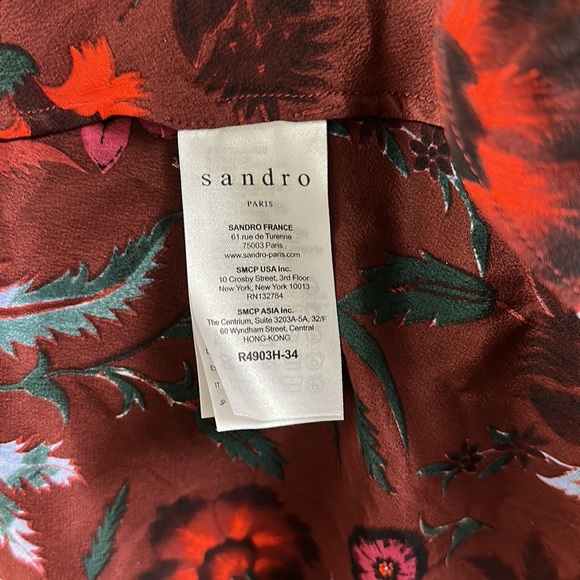 sandro
PARIS
SANDRO FRANCE
61 rue de Turenne
75003 Paris
www.sandro-paris.com
SMCP USA Inc.
10 Crosby Street, 3rd Floor
New York, New York 10013
RN132784
SMCP ASIA Inc.
The Centrium, Suite 3203A-5A, 32/F
60 Wyndham Street, Central
HONG-KONG
R4903H-34
IT
JP